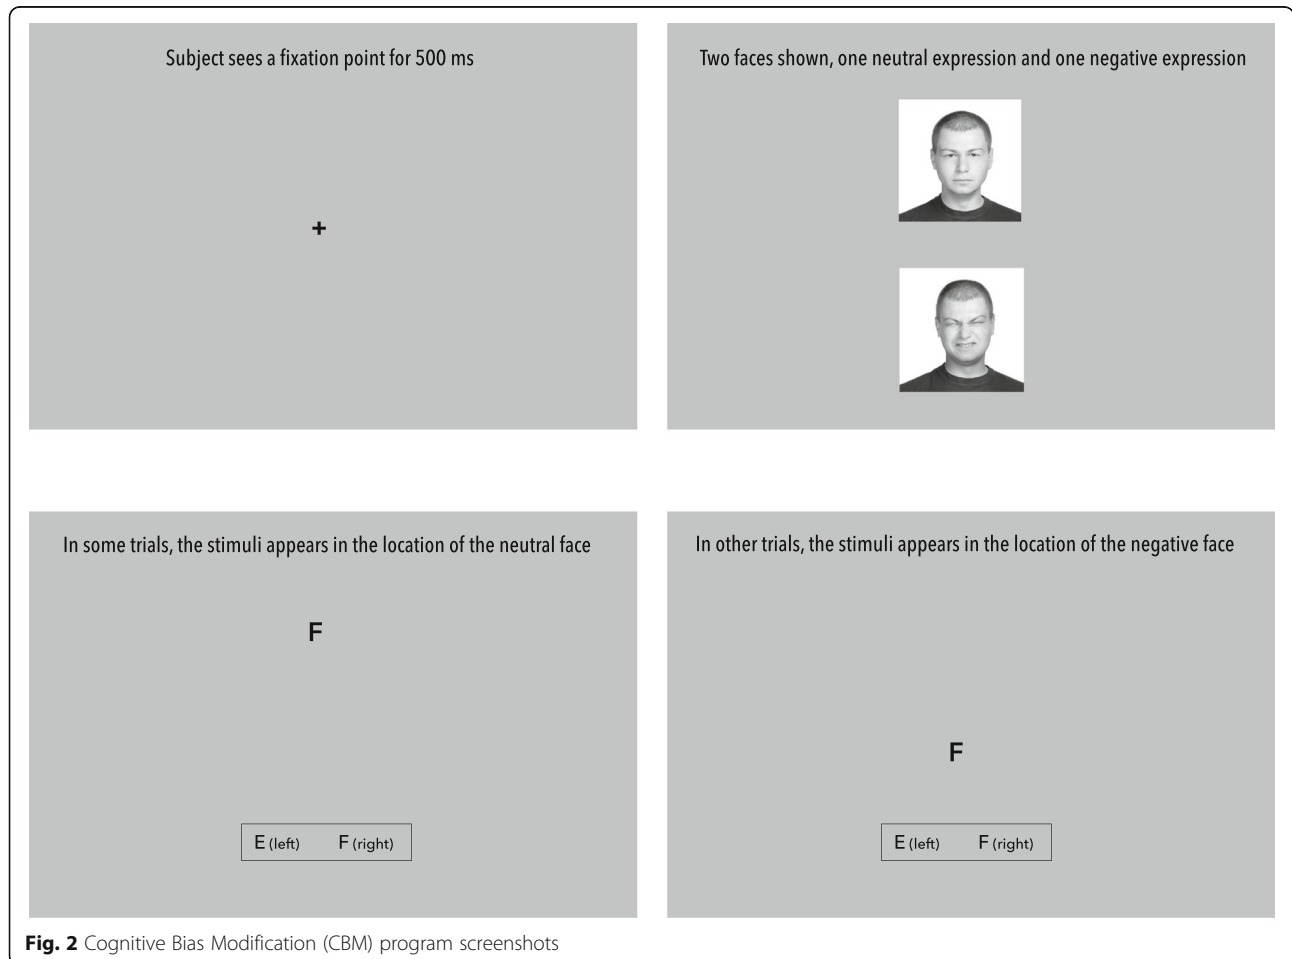 Subject sees a fixation point for 500 ms
+
Two faces shown, one neutral expression and one negative expression
In some trials, the stimuli appears in the location of the neutral face
F
E (left) F (right)
In other trials, the stimuli appears in the location of the negative face
F
E (left) F (right)
Fig. 2 Cognitive Bias Modification (CBM) program screenshots